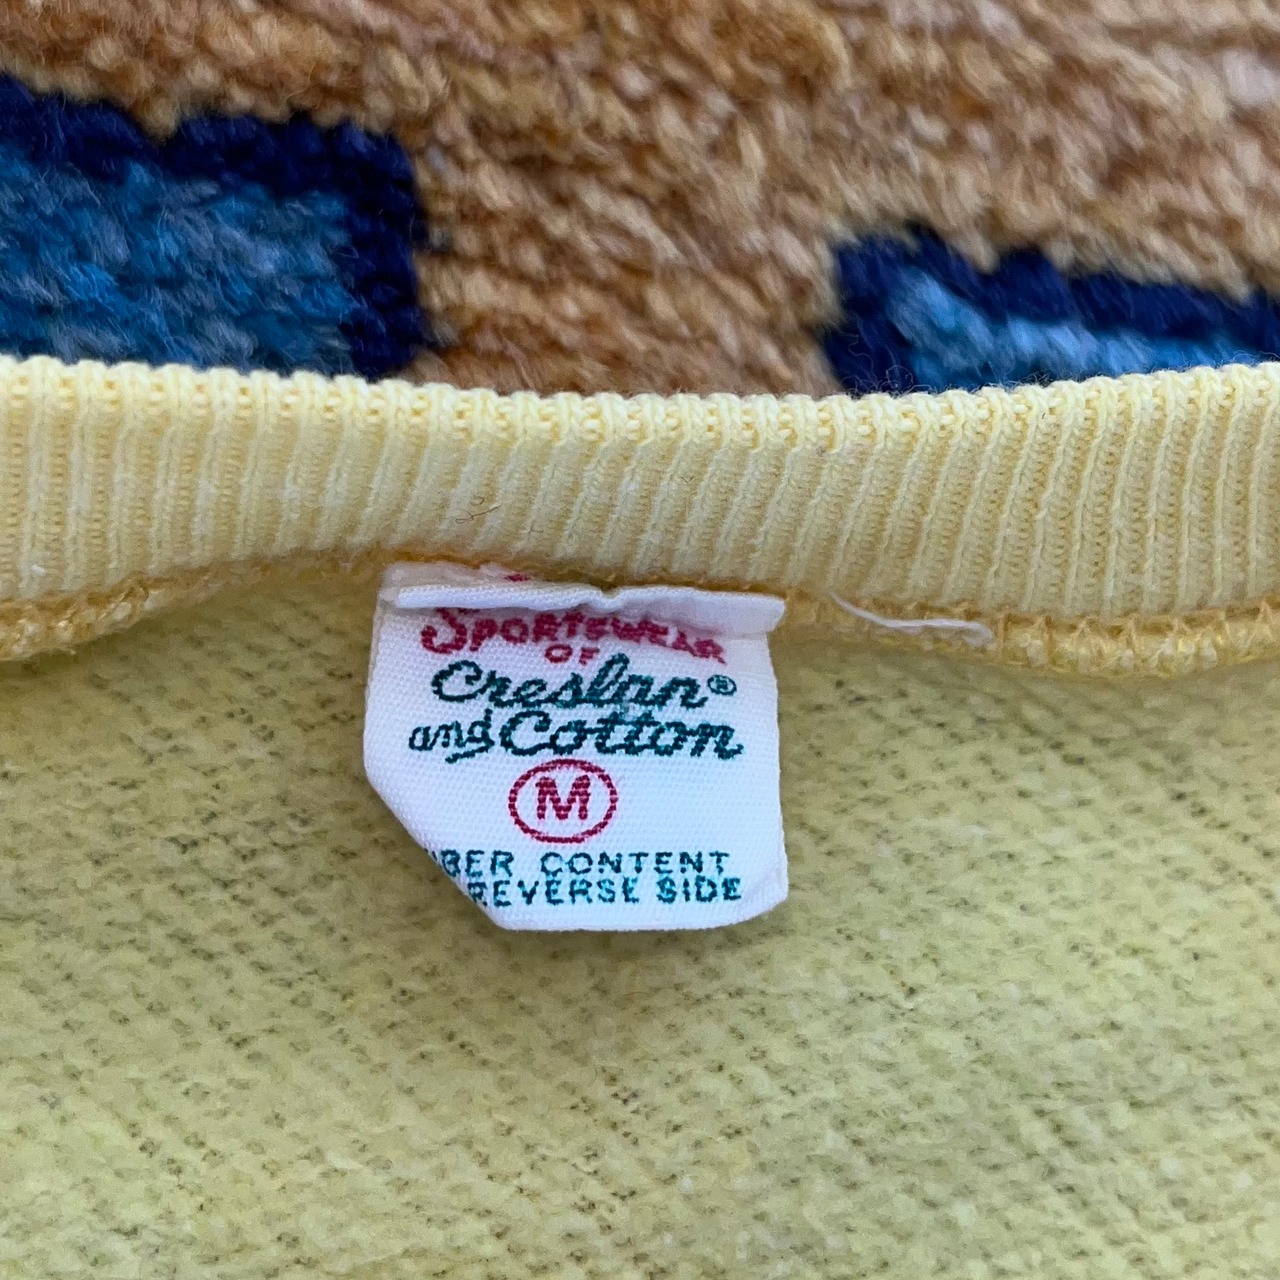 SPORTSWEAR
OF
Creslan®
and Cotton
M
BER CONTENT
REVERSE SIDE